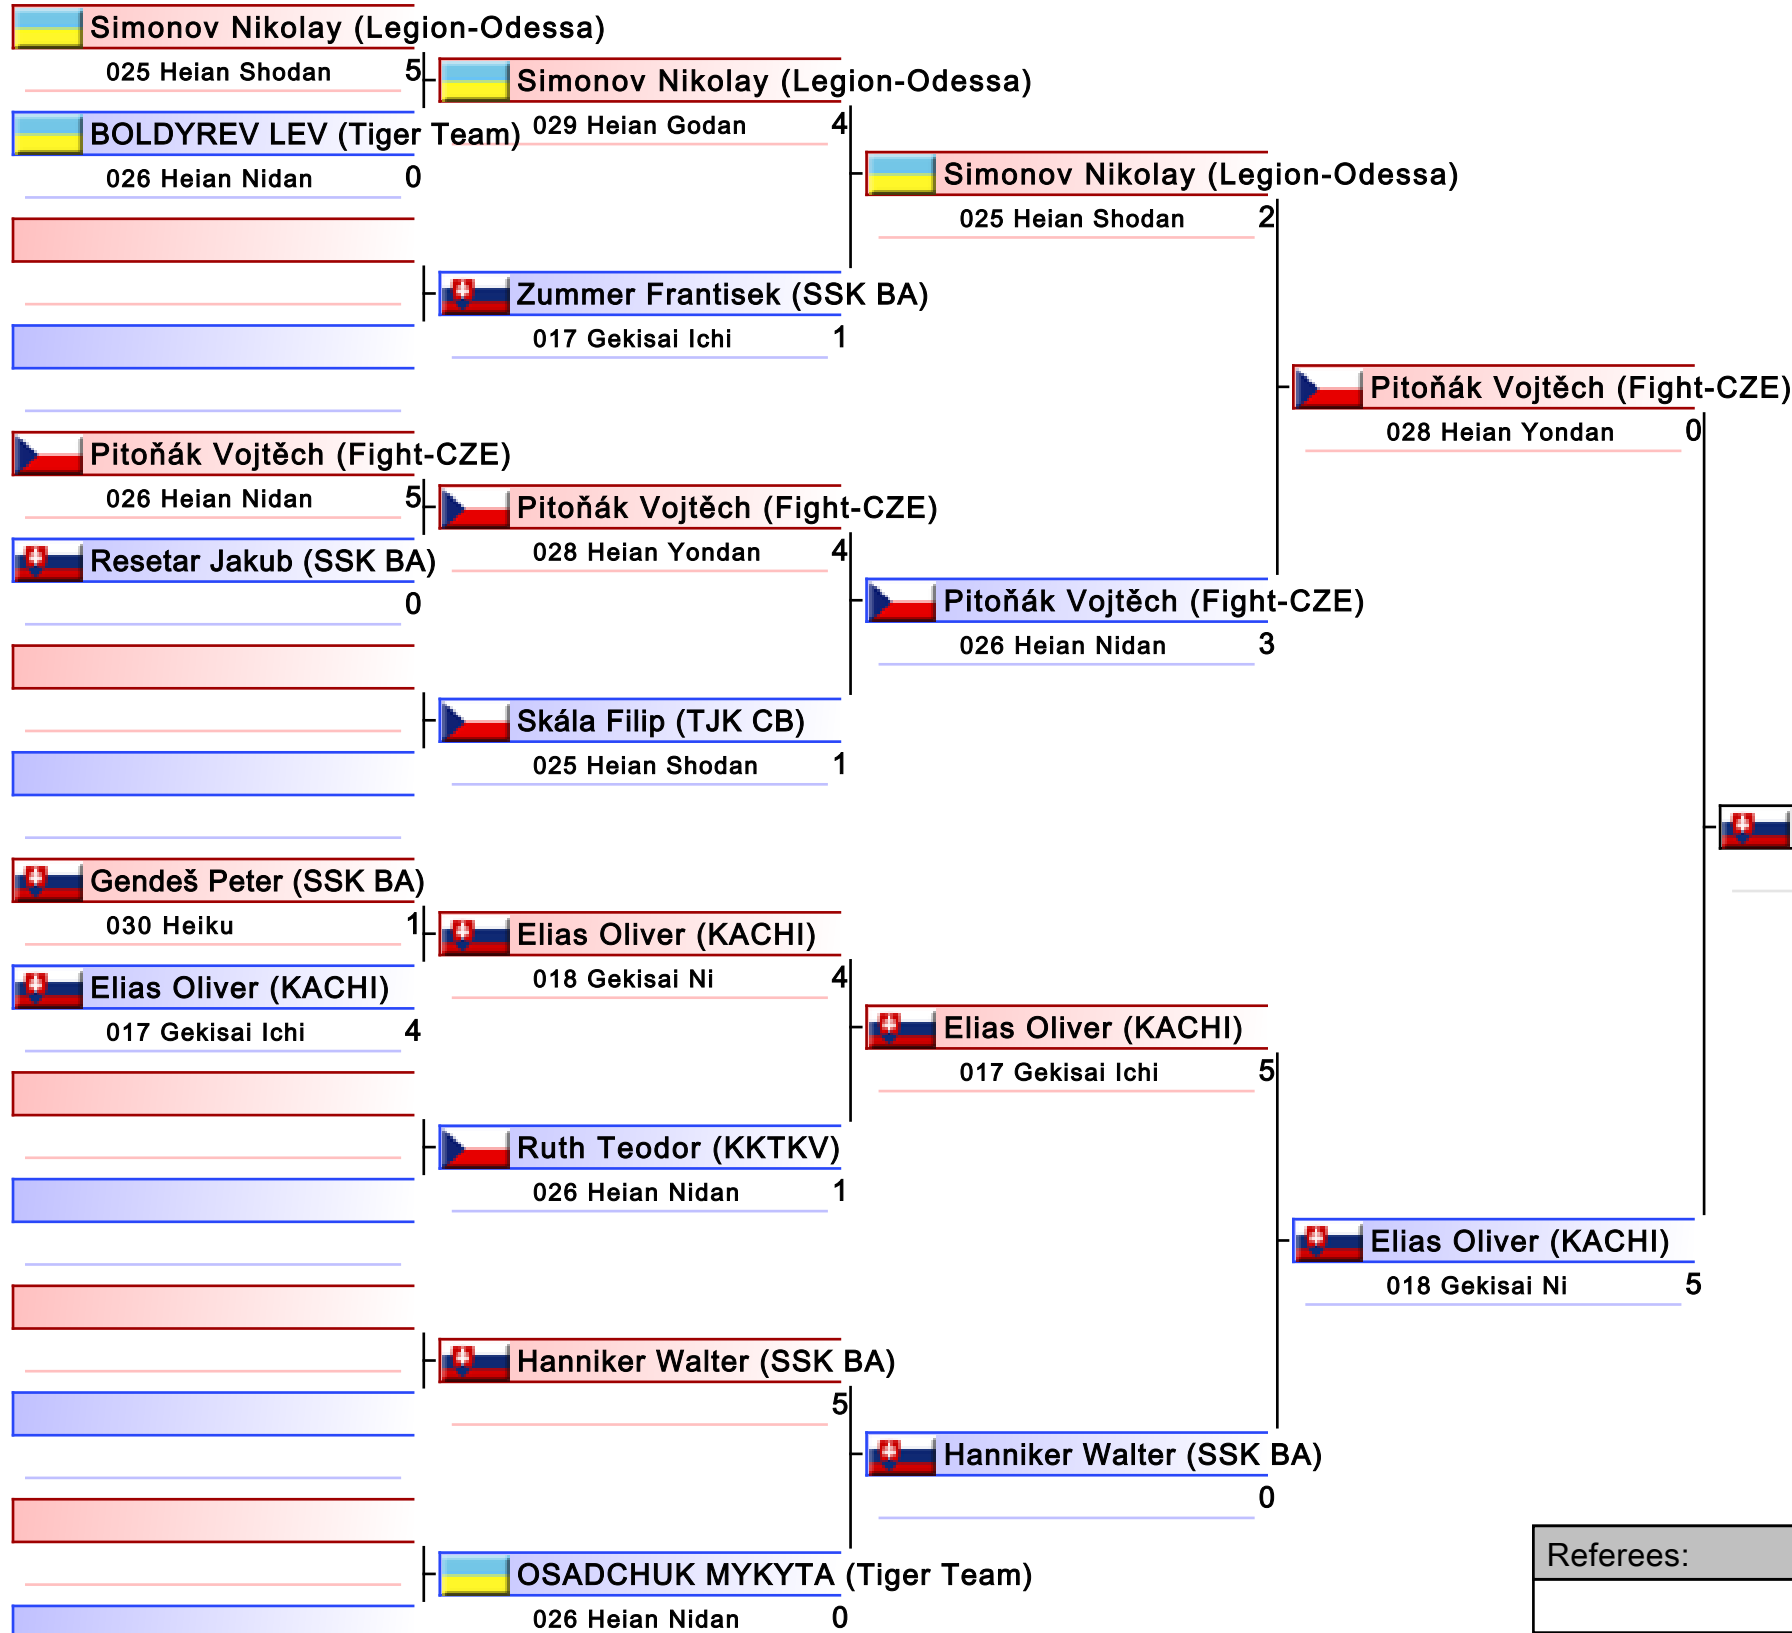 Simonov Nikolay (Legion-Odessa)
025 Heian Shodan 5
BOLDYREV LEV (Tiger Team)
026 Heian Nidan 0
Pitoňák Vojtěch (Fight-CZE)
026 Heian Nidan 5
Resetar Jakub (SSK BA)
0
Gendeš Peter (SSK BA)
030 Heiku 1
Elias Oliver (KACHI)
017 Gekisai Ichi 4
Simonov Nikolay (Legion-Odessa)
029 Heian Godan 4
Zummer Frantisek (SSK BA)
017 Gekisai Ichi 1
Pitoňák Vojtěch (Fight-CZE)
028 Heian Yondan 4
Skála Filip (TJK CB)
025 Heian Shodan 1
Elias Oliver (KACHI)
018 Gekisai Ni 4
Ruth Teodor (KKTKV)
026 Heian Nidan 1
Hanniker Walter (SSK BA)
5
OSADCHUK MYKYTA (Tiger Team)
026 Heian Nidan 0
Simonov Nikolay (Legion-Odessa)
025 Heian Shodan 2
Pitoňák Vojtěch (Fight-CZE)
026 Heian Nidan 3
Elias Oliver (KACHI)
017 Gekisai Ichi 5
Hanniker Walter (SSK BA)
0
Pitoňák Vojtěch (Fight-CZE)
028 Heian Yondan 0
Elias Oliver (KACHI)
018 Gekisai Ni 5
Referees: